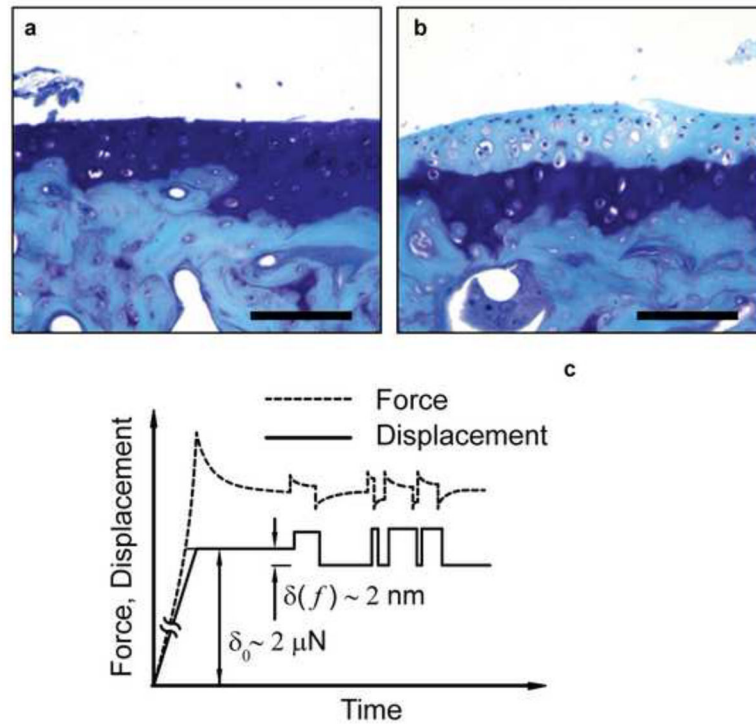 a
b
c
Force
Displacement
Force, Displacement
δ(f) ~ 2 nm
δ₀~ 2 μN
Time